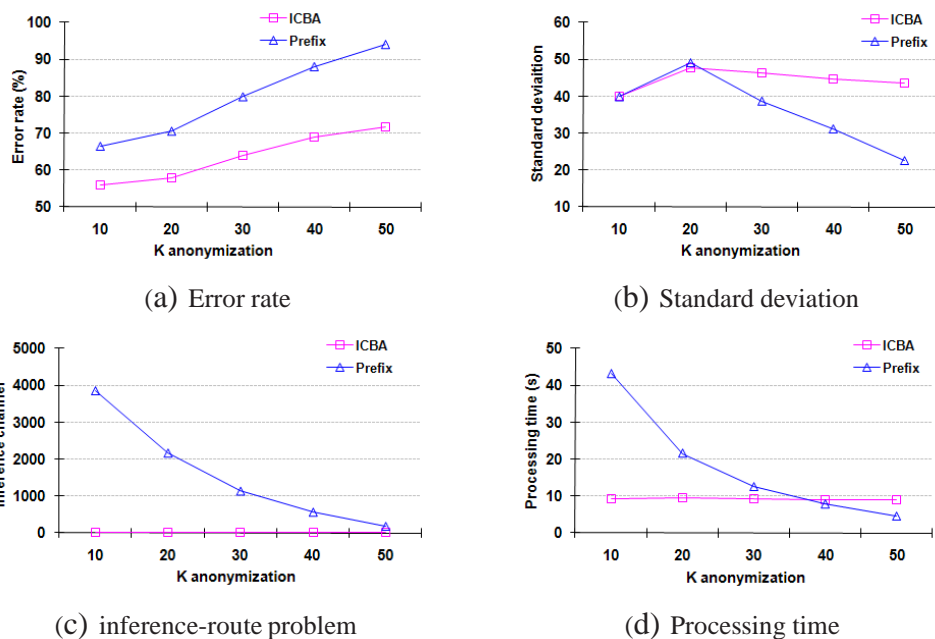 100
90
80
70
60
50
Error rate (%)
ICBA
Prefix
10 20 30 40 50
K anonymization
(a) Error rate
60
50
40
30
20
10
Standard deviation
ICBA
Prefix
10 20 30 40 50
K anonymization
(b) Standard deviation
5000
4000
3000
2000
1000
0
channel
ICBA
Prefix
10 20 30 40 50
K anonymization
(c) inference-route problem
50
40
30
20
10
0
Processing time (s)
ICBA
Prefix
10 20 30 40 50
K anonymization
(d) Processing time